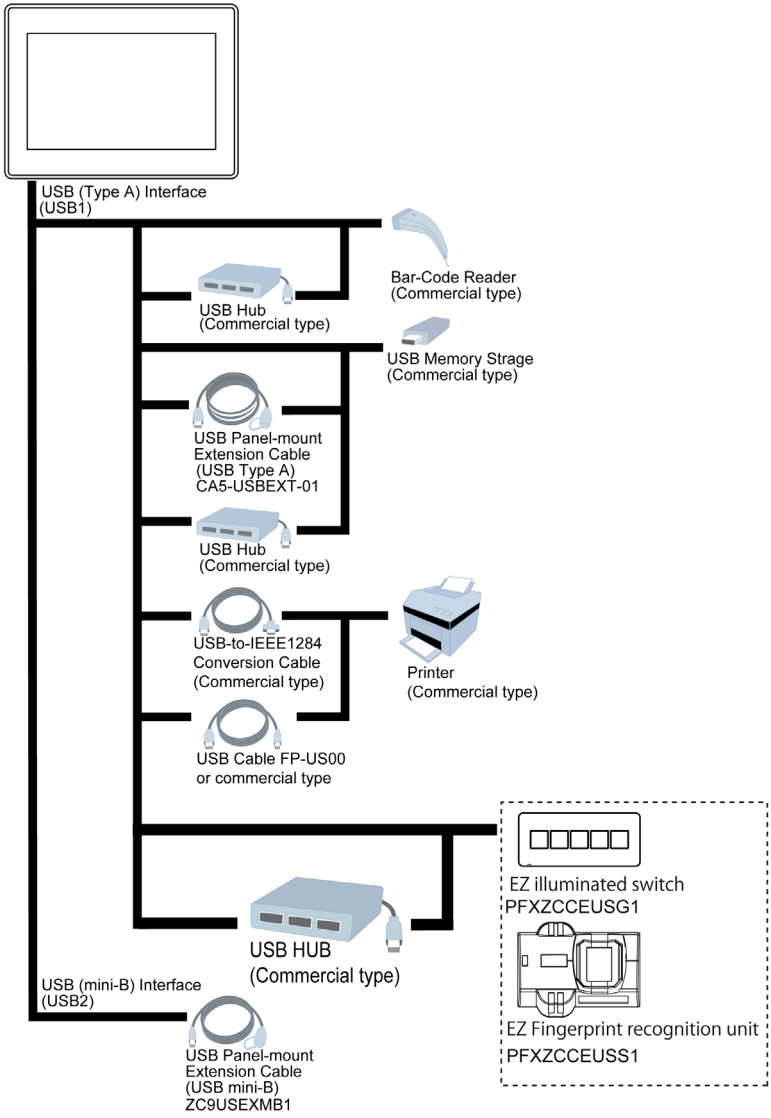 USB (Type A) Interface
(USB1)
Bar-Code Reader
(Commercial type)
USB Hub
(Commercial type)
USB Memory Strage
(Commercial type)
USB Panel-mount
Extension Cable
(USB Type A)
CA5-USBEXT-01
USB Hub
(Commercial type)
USB-to-IEEE1284
Conversion Cable
(Commercial type)
Printer
(Commercial type)
USB Cable FP-US00
or commercial type
EZ illuminated switch
PFXZCCEUSG1
USB HUB
(Commercial type)
EZ Fingerprint recognition unit
PFXZCCEUSS1
USB (mini-B) Interface
(USB2)
USB Panel-mount
Extension Cable
(USB mini-B)
ZC9USEXMB1